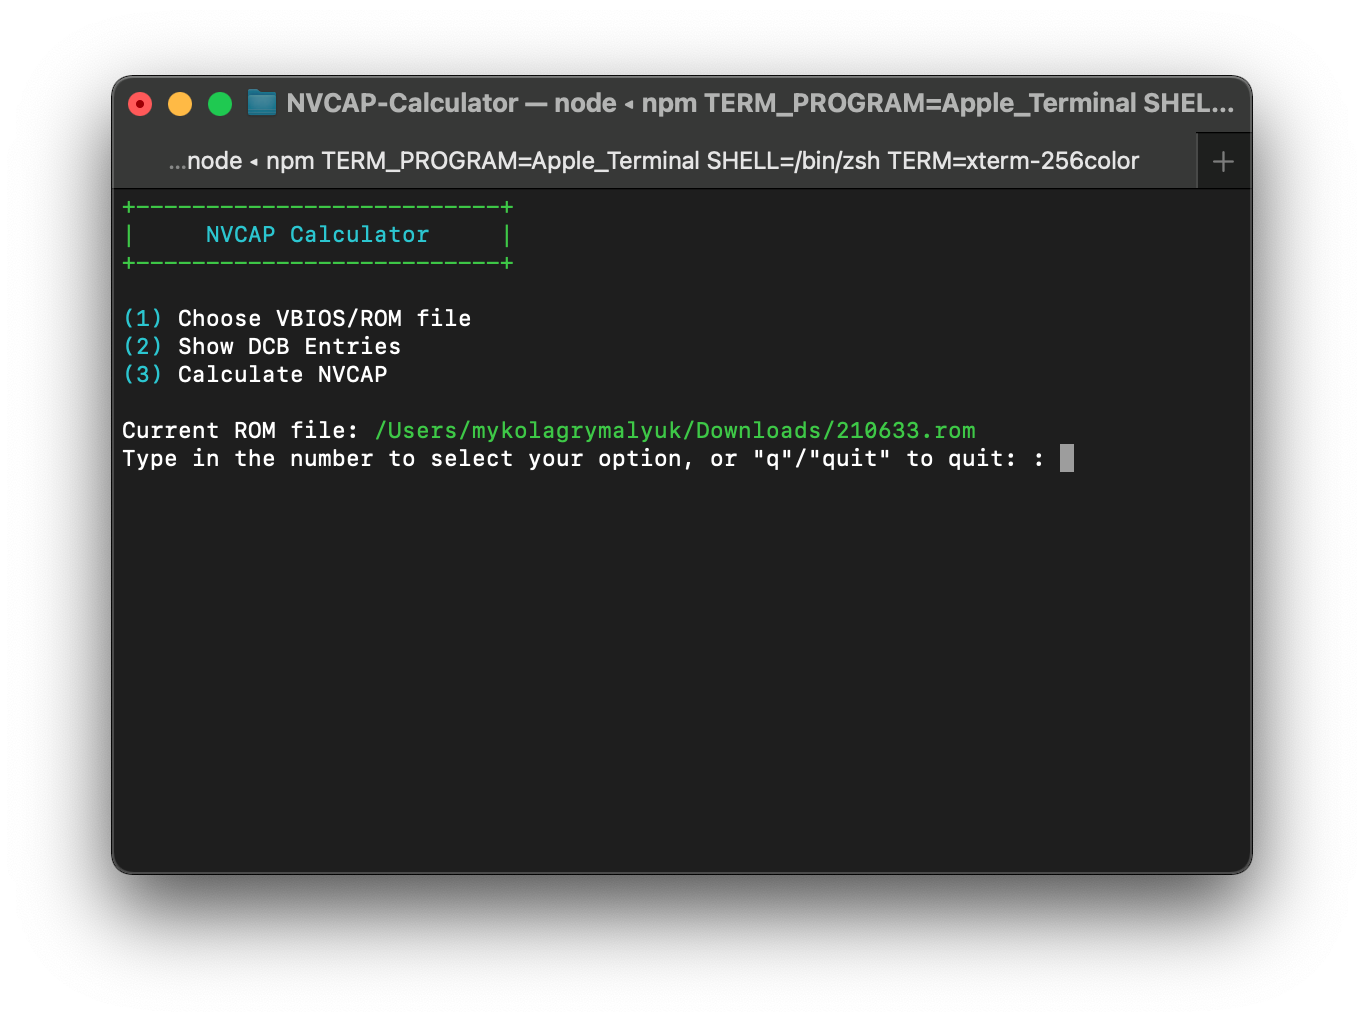 NVCAP-Calculator — node ◂ npm TERM_PROGRAM=Apple_Terminal SHEL...
...node ◂ npm TERM_PROGRAM=Apple_Terminal SHELL=/bin/zsh TERM=xterm-256color
+
+--------------------------+
|     NVCAP Calculator     |
+--------------------------+
(1) Choose VBIOS/ROM file
(2) Show DCB Entries
(3) Calculate NVCAP
Current ROM file: /Users/mykolagrymalyuk/Downloads/210633.rom
Type in the number to select your option, or "q"/"quit" to quit: :